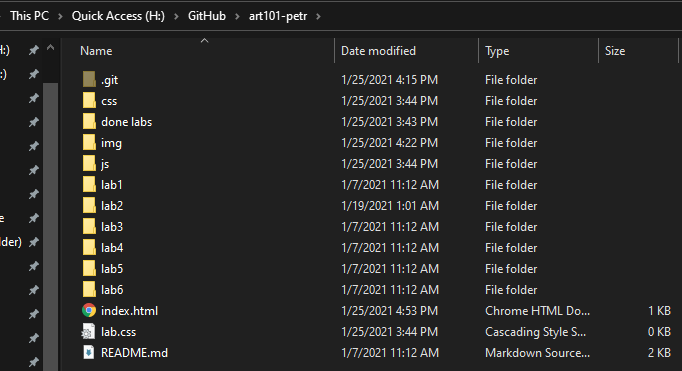 This PC > Quick Access (H:) > GitHub > art101-petr >
Name Date modified Type Size
H:)
.git 1/25/2021 4:15 PM File folder
:) css 1/25/2021 3:44 PM File folder
done labs 1/25/2021 3:43 PM File folder
img 1/25/2021 4:22 PM File folder
js 1/25/2021 3:44 PM File folder
lab1 1/7/2021 11:12 AM File folder
lab2 1/19/2021 1:01 AM File folder
e lab3 1/7/2021 11:12 AM File folder
lder) lab4 1/7/2021 11:12 AM File folder
lab5 1/7/2021 11:12 AM File folder
lab6 1/7/2021 11:12 AM File folder
index.html 1/25/2021 4:53 PM Chrome HTML Do... 1 KB
lab.css 1/25/2021 3:44 PM Cascading Style S... 0 KB
README.md 1/7/2021 11:12 AM Markdown Source... 2 KB